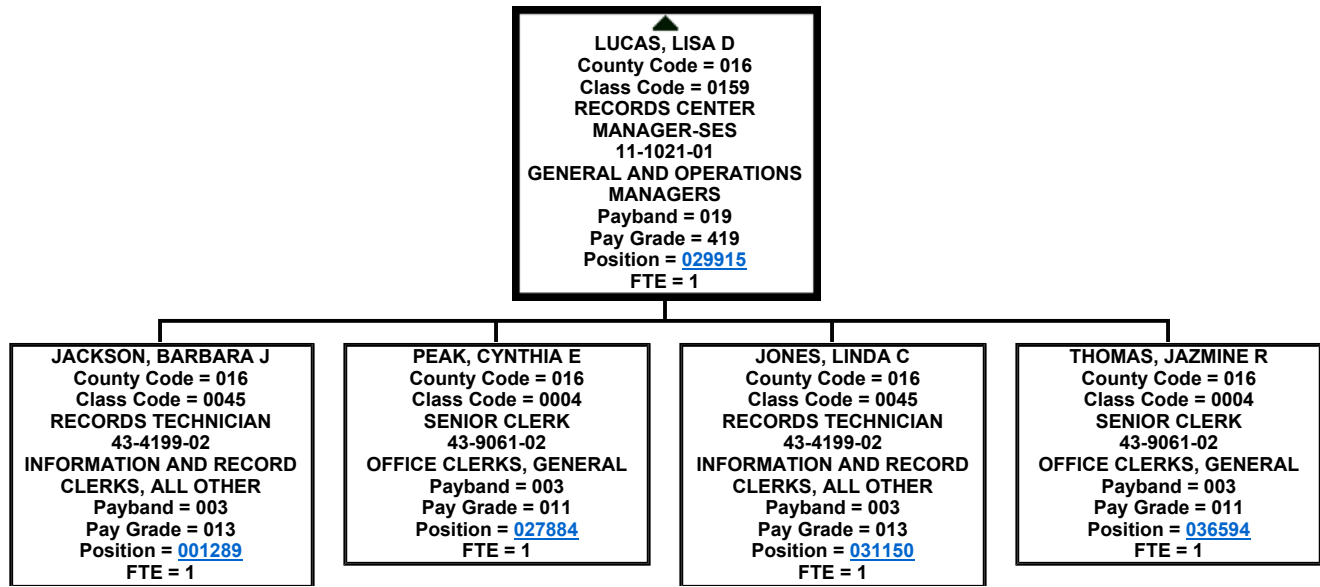 LUCAS, LISA D
County Code = 016
Class Code = 0159
RECORDS CENTER
MANAGER-SES
11-1021-01
GENERAL AND OPERATIONS
MANAGERS
Payband = 019
Pay Grade = 419
Position = 029915
FTE = 1
JACKSON, BARBARA J
County Code = 016
Class Code = 0045
RECORDS TECHNICIAN
43-4199-02
INFORMATION AND RECORD
CLERKS, ALL OTHER
Payband = 003
Pay Grade = 013
Position = 001289
FTE = 1
PEAK, CYNTHIA E
County Code = 016
Class Code = 0004
SENIOR CLERK
43-9061-02
OFFICE CLERKS, GENERAL
Payband = 003
Pay Grade = 011
Position = 027884
FTE = 1
JONES, LINDA C
County Code = 016
Class Code = 0045
RECORDS TECHNICIAN
43-4199-02
INFORMATION AND RECORD
CLERKS, ALL OTHER
Payband = 003
Pay Grade = 013
Position = 031150
FTE = 1
THOMAS, JAZMINE R
County Code = 016
Class Code = 0004
SENIOR CLERK
43-9061-02
OFFICE CLERKS, GENERAL
Payband = 003
Pay Grade = 011
Position = 036594
FTE = 1